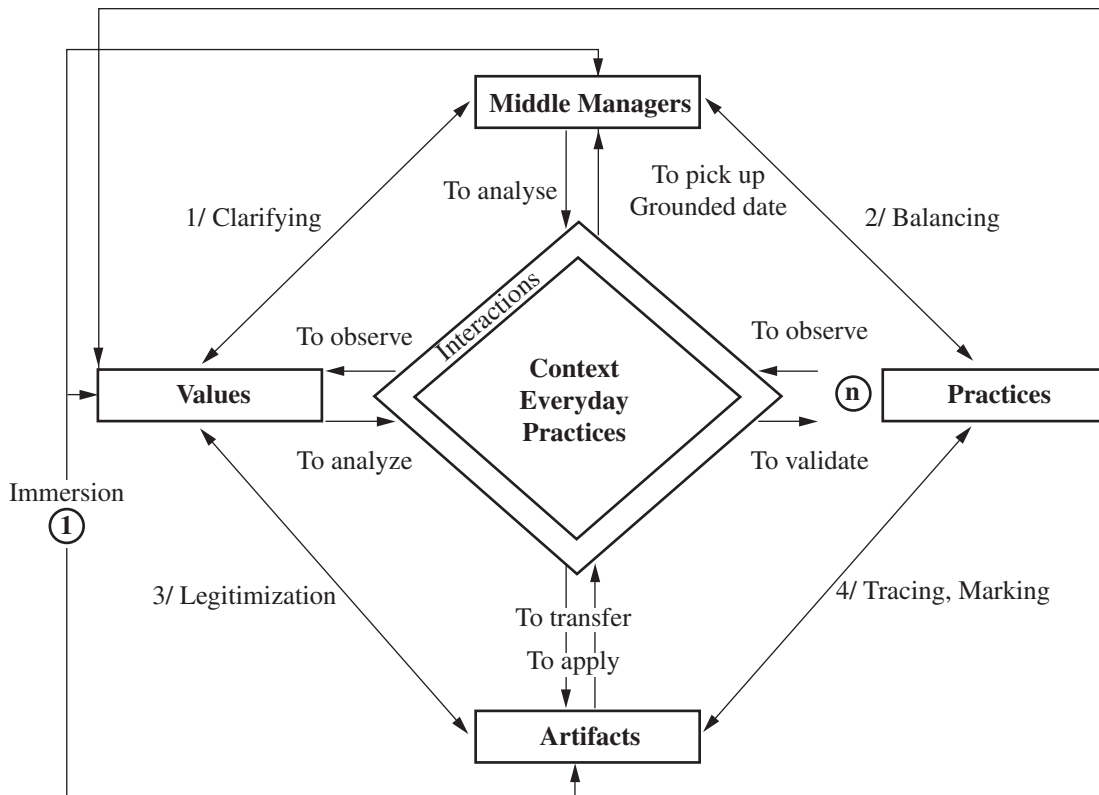 Middle Managers
To analyse
To pick up
Grounded date
1/ Clarifying
2/ Balancing
Interactions
To observe
To observe
Context
Everyday
Practices
Values
n
Practices
To analyze
To validate
Immersion
1
3/ Legitimization
4/ Tracing, Marking
To transfer
To apply
Artifacts